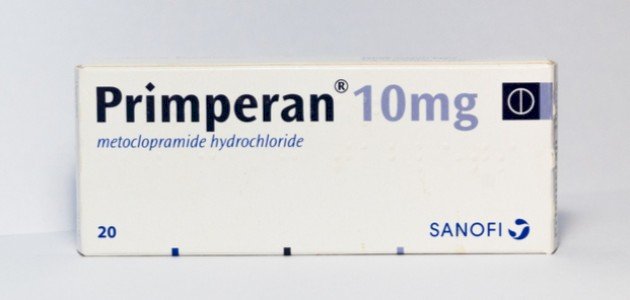 Primperan® 10mg
metoclopramide hydrochloride
20
SANOFI